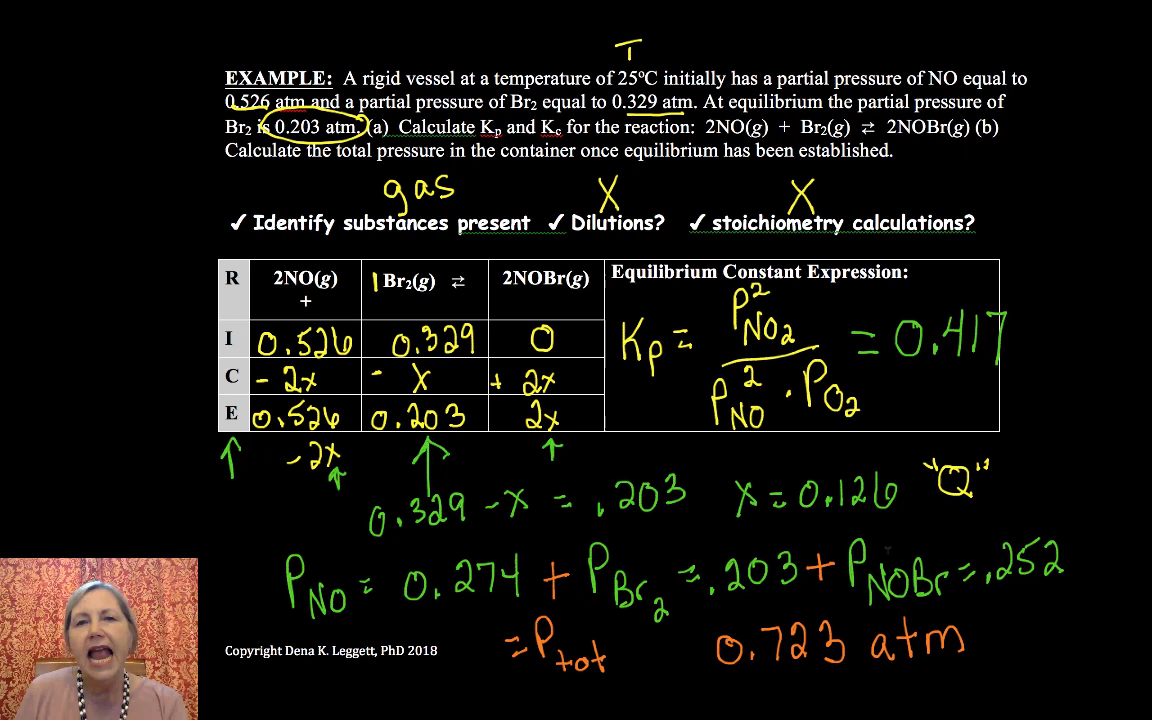 T
EXAMPLE: A rigid vessel at a temperature of 25°C initially has a partial pressure of NO equal to
0.526 atm and a partial pressure of Br₂ equal to 0.329 atm. At equilibrium the partial pressure of
Br₂ is 0.203 atm. (a) Calculate Kp and Kc for the reaction: 2NO(g) + Br₂(g) ⇄ 2NOBr(g) (b)
Calculate the total pressure in the container once equilibrium has been established.
gas X X
✓ Identify substances present ✓ Dilutions? ✓ stoichiometry calculations?
R 2NO(g) + 1 Br₂(g) ⇄ 2NOBr(g)
I 0.526 0.329 0
C - 2x - x + 2x
E 0.526 - 2x 0.203 2x
Equilibrium Constant Expression:
Kp = P²NO₂ / P²NO · PO₂ = 0.417
0.329 - x = .203 x = 0.126 "Q"
PNO = 0.274 + PBr₂ = .203 + PNOBr = .252
= Ptot 0.723 atm
Copyright Dena K. Leggett, PhD 2018